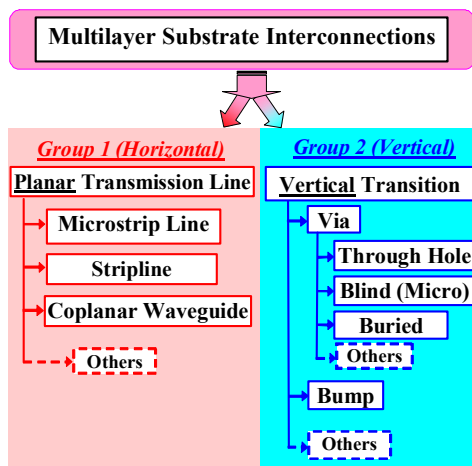 Multilayer Substrate Interconnections
Group 1 (Horizontal)
Planar Transmission Line
Microstrip Line
Stripline
Coplanar Waveguide
Others
Group 2 (Vertical)
Vertical Transition
Via
Through Hole
Blind (Micro)
Buried
Others
Bump
Others